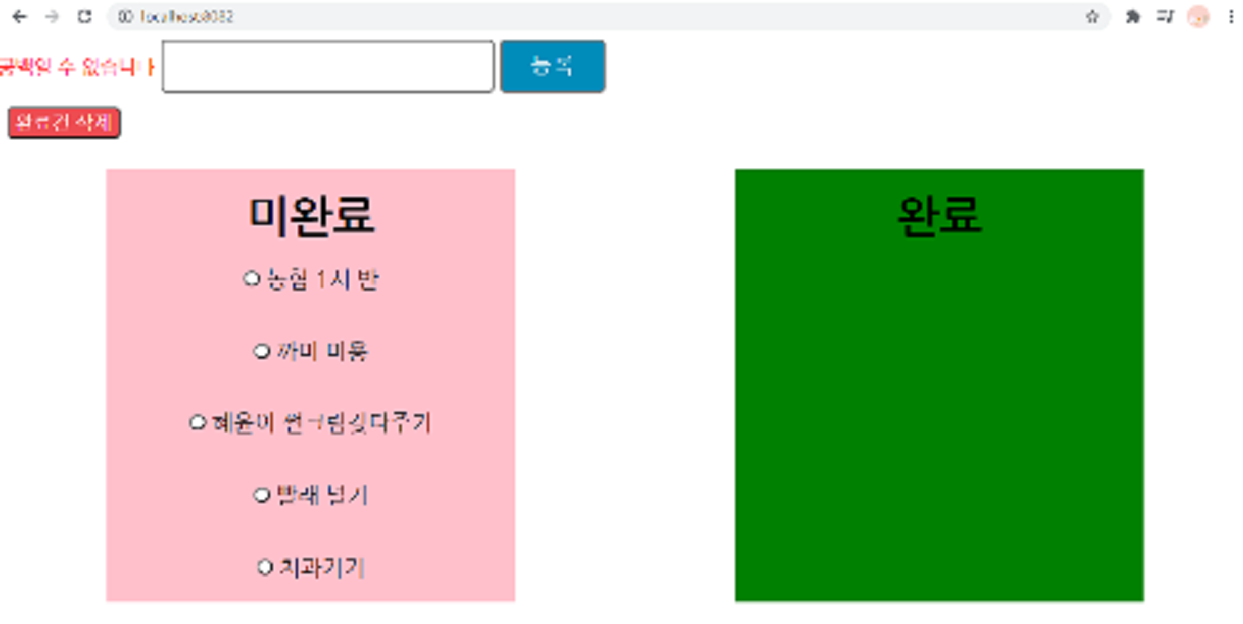 localhost:8082
공백일 수 없습니다
등록
완료건 삭제
미완료
농협 1시 반
까미 미용
혜윤이 썬크림갖다주기
빨래 널기
치과가기
완료